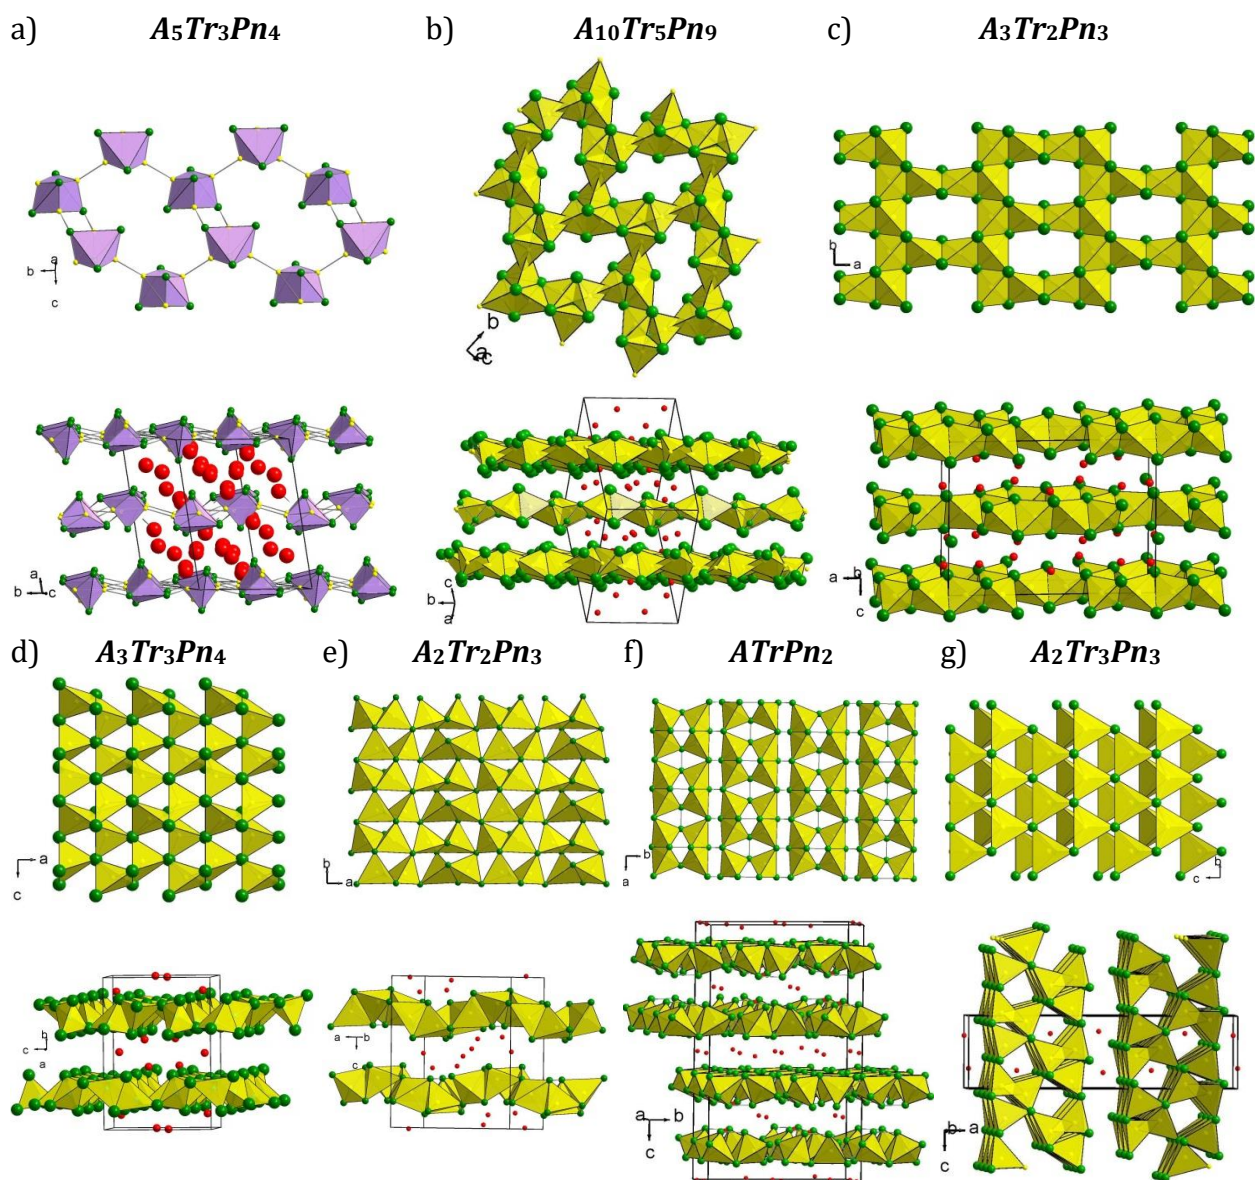 a) A₅Tr₃Pn₄ b) A₁₀Tr₅Pn₉ c) A₃Tr₂Pn₃
b a c
b a c
b a
a b c
c b a
a b c
d) A₃Tr₃Pn₄ e) A₂Tr₂Pn₃ f) ATrPn₂ g) A₂Tr₃Pn₃
a c
b a
b a
b c
c b a
a b c
a b c
b a c